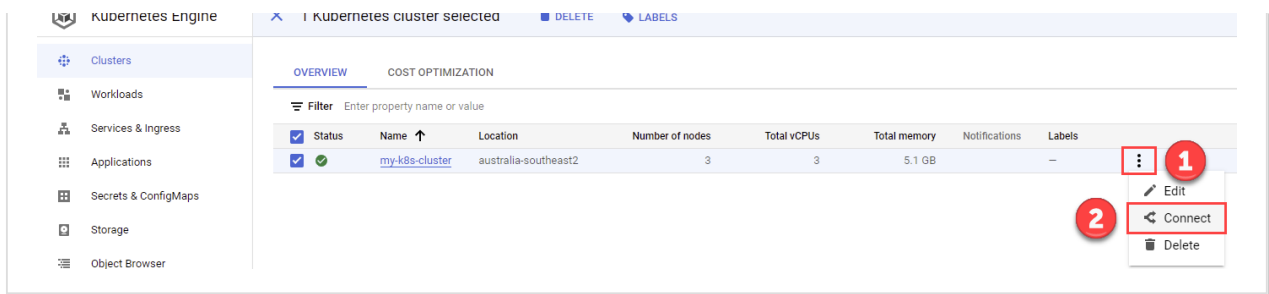 Kubernetes Engine
1 Kubernetes cluster selected DELETE LABELS
Clusters
Workloads
Services & Ingress
Applications
Secrets & ConfigMaps
Storage
Object Browser
OVERVIEW COST OPTIMIZATION
Filter Enter property name or value
Status Name ↑ Location Number of nodes Total vCPUs Total memory Notifications Labels
my-k8s-cluster australia-southeast2 3 3 5.1 GB –
1
Edit
2 Connect
Delete